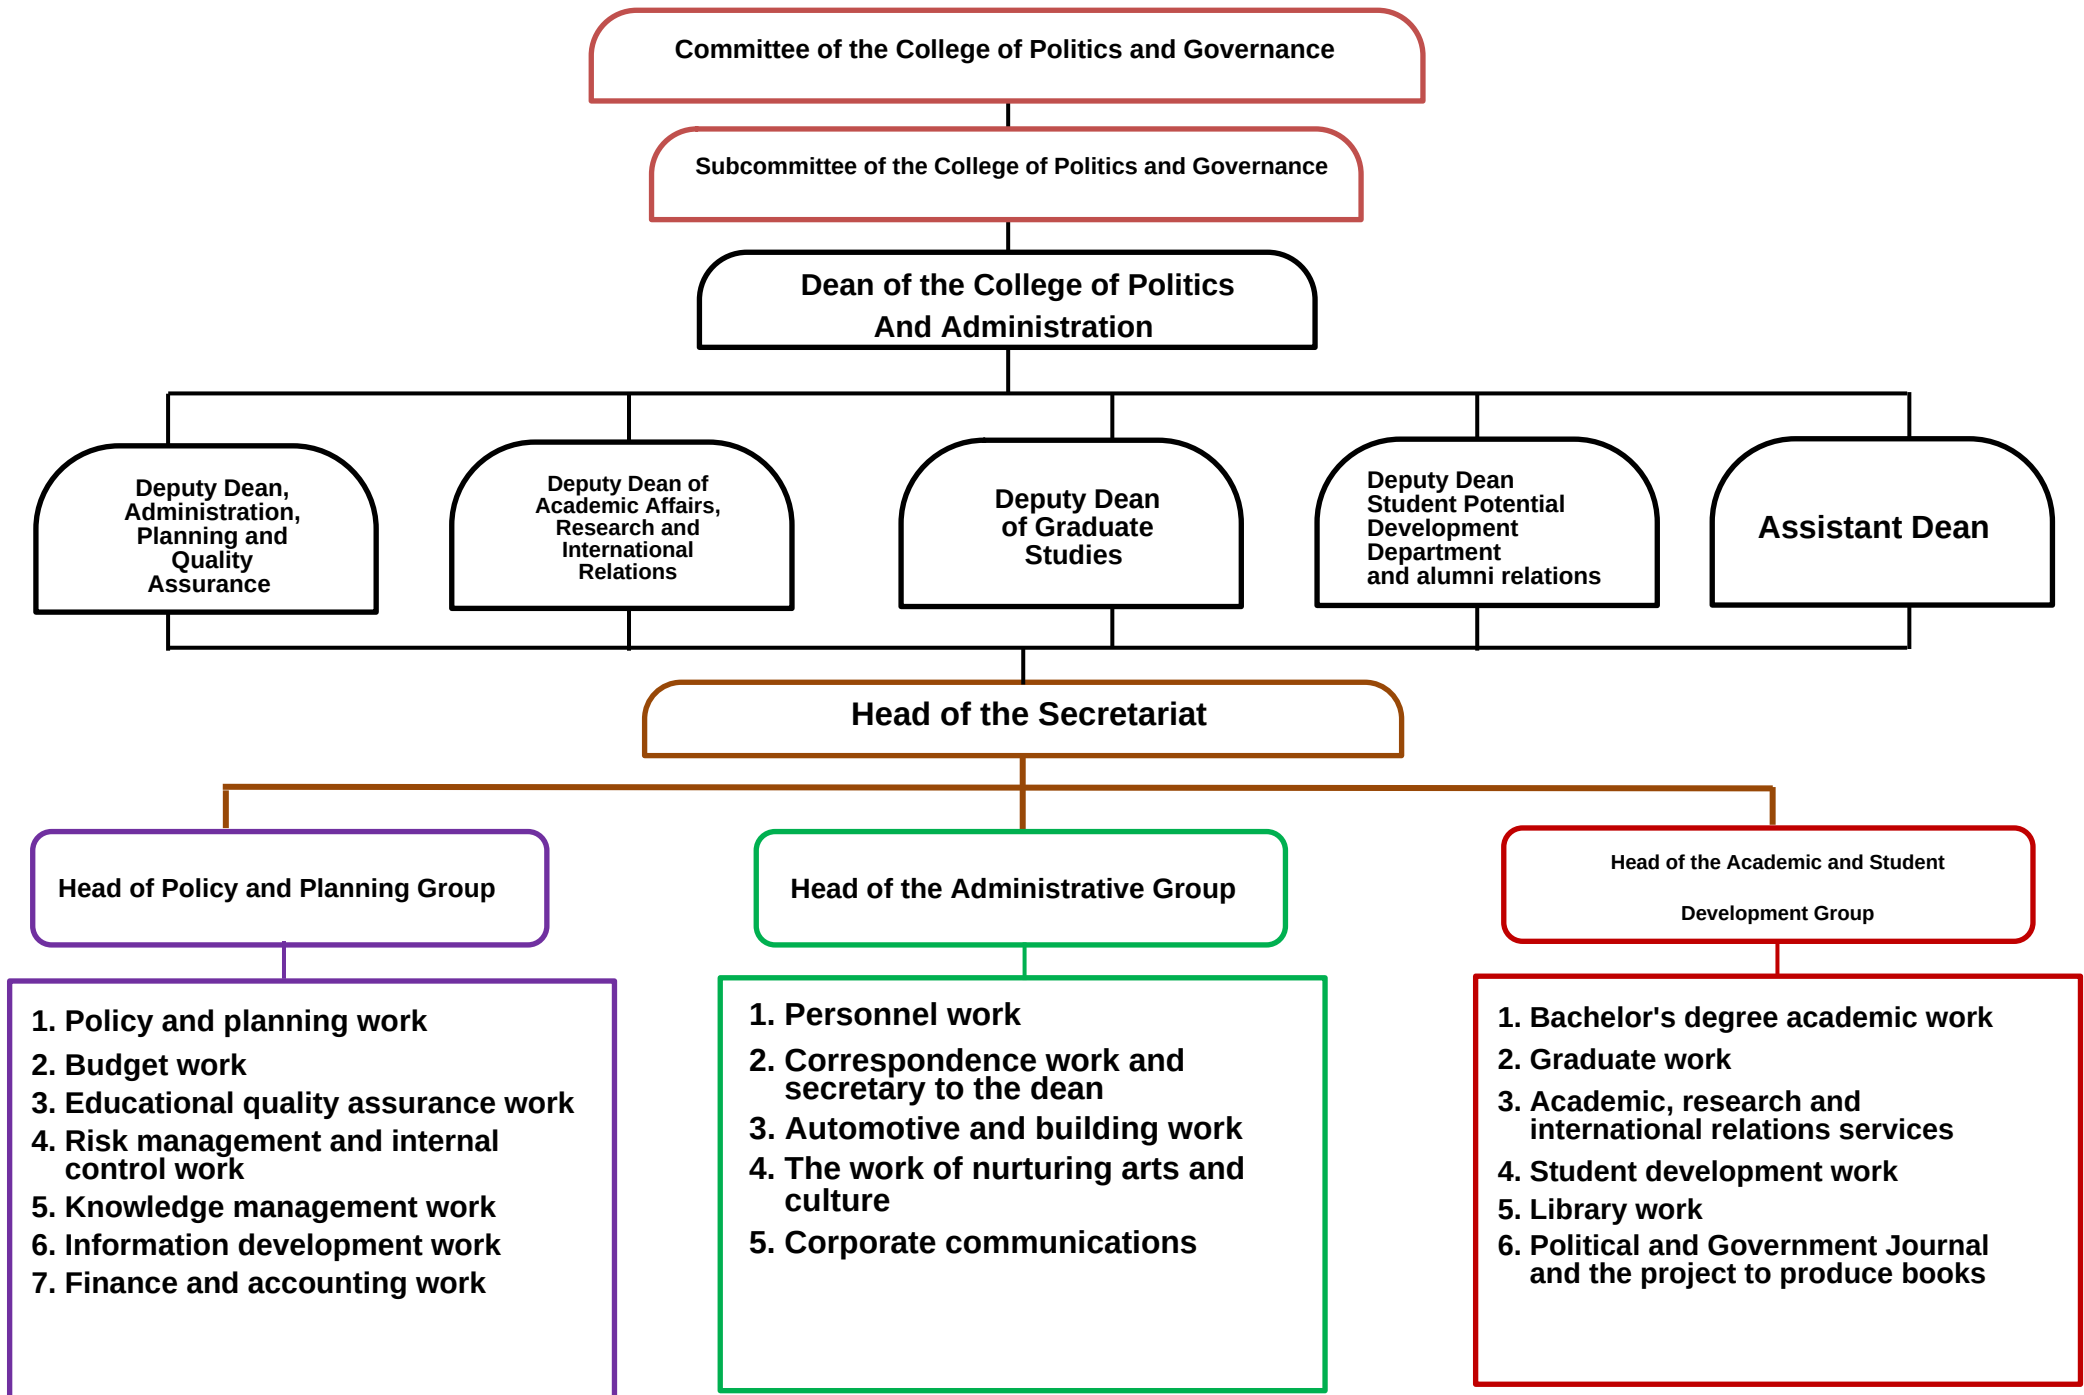 Committee of the College of Politics and Governance
Subcommittee of the College of Politics and Governance
Dean of the College of Politics
And Administration
Deputy Dean,
Administration,
Planning and
Quality
Assurance
Deputy Dean of
Academic Affairs,
Research and
International
Relations
Deputy Dean
of Graduate
Studies
Deputy Dean
Student Potential
Development
Department
and alumni relations
Assistant Dean
Head of the Secretariat
Head of Policy and Planning Group
1. Policy and planning work
2. Budget work
3. Educational quality assurance work
4. Risk management and internal
control work
5. Knowledge management work
6. Information development work
7. Finance and accounting work
Head of the Administrative Group
1. Personnel work
2. Correspondence work and
secretary to the dean
3. Automotive and building work
4. The work of nurturing arts and
culture
5. Corporate communications
Head of the Academic and Student
Development Group
1. Bachelor's degree academic work
2. Graduate work
3. Academic, research and
international relations services
4. Student development work
5. Library work
6. Political and Government Journal
and the project to produce books